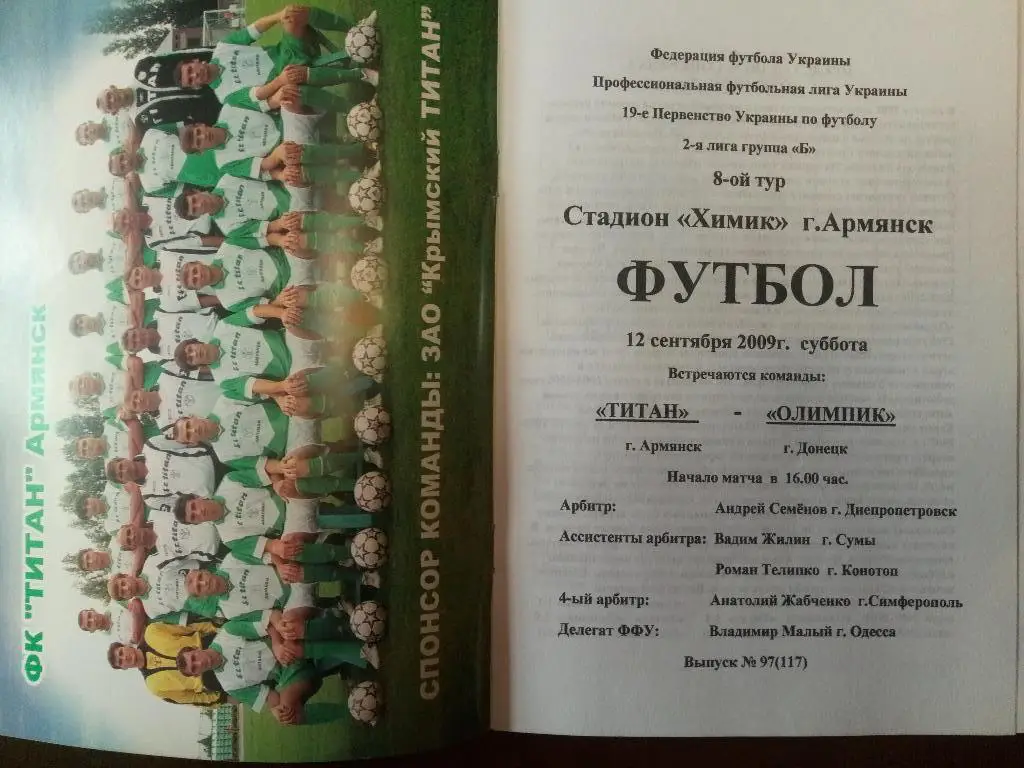 ФК "ТИТАН" АРМЯНСК
СПОНСОР КОМАНДЫ: ЗАО “КРЫМСКИЙ ТИТАН”
Федерация футбола Украины
Профессиональная футбольная лига Украины
19-е Первенство Украины по футболу
2-я лига группа «Б»
8-ой тур
Стадион «Химик» г.Армянск
ФУТБОЛ
12 сентября 2009г. суббота
Встречаются команды:
«ТИТАН» - «ОЛИМПИК»
г. Армянск г. Донецк
Начало матча в 16.00 час.
Арбитр: Андрей Семёнов г. Днепропетровск
Ассистенты арбитра: Вадим Жилин г. Сумы
Роман Телипко г. Конотоп
4-ый арбитр: Анатолий Жабченко г.Симферополь
Делегат ФФУ: Владимир Малый г. Одесса
Выпуск № 97(117)